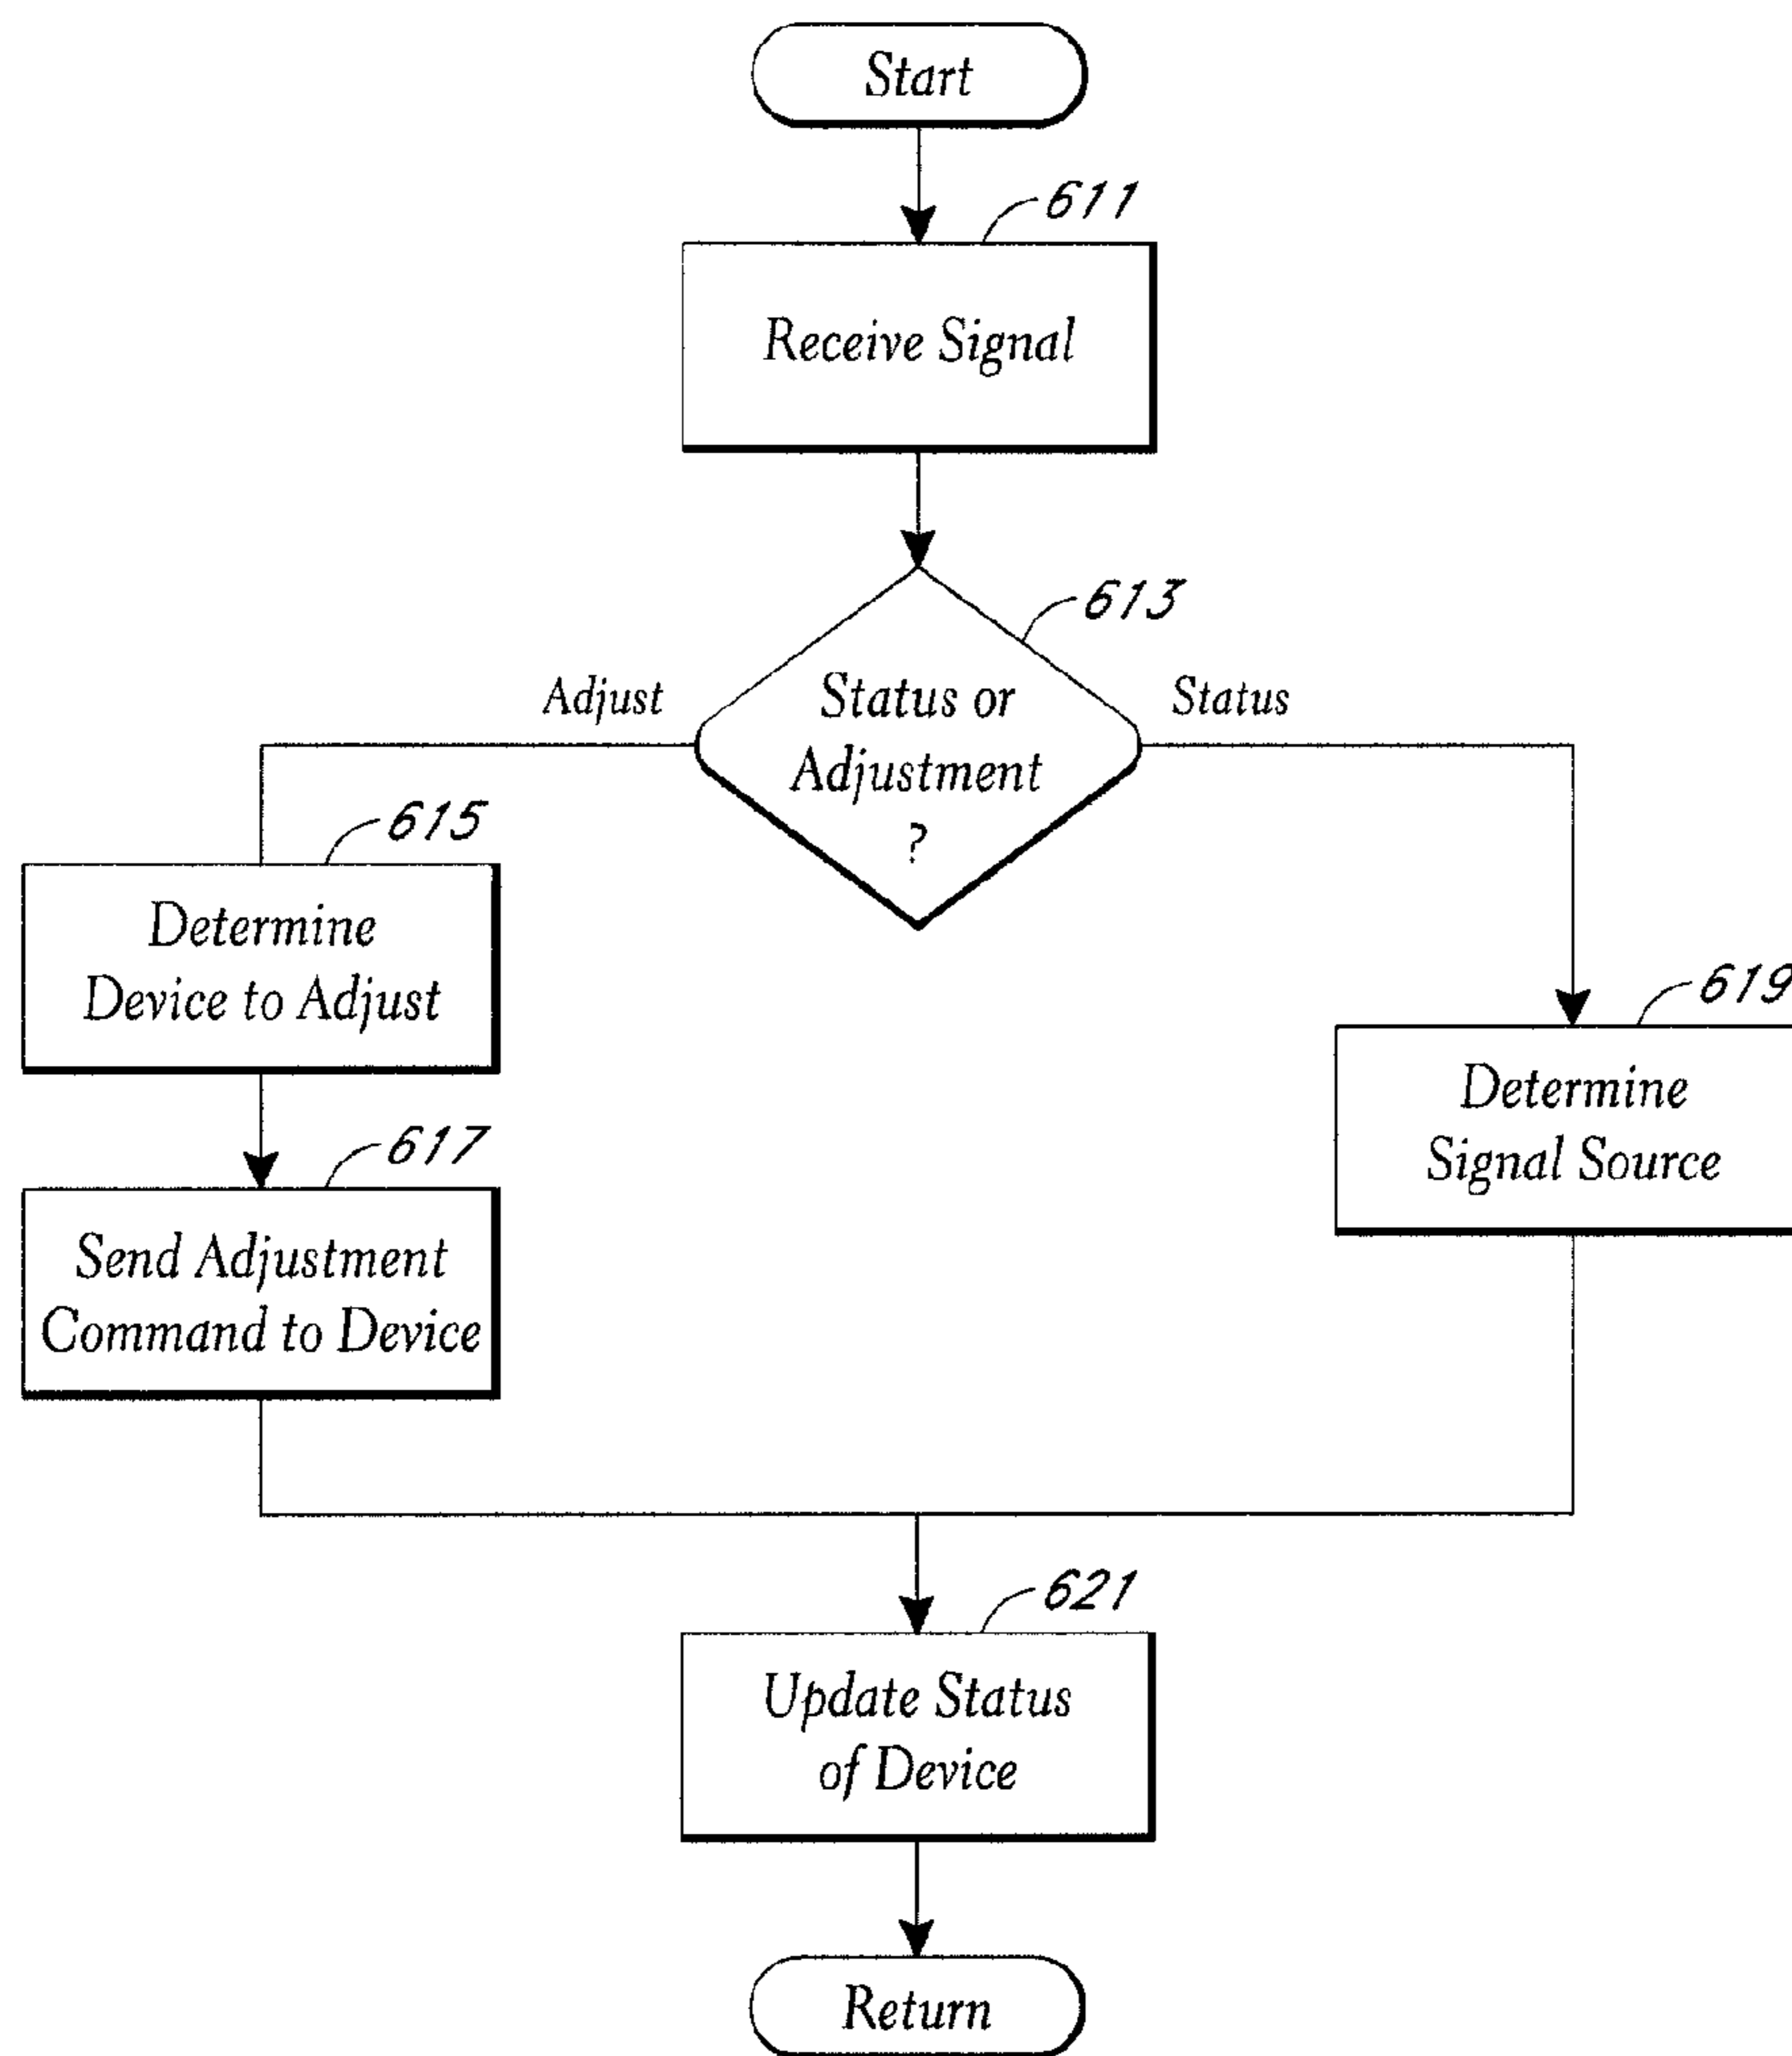 Start
611
Receive Signal
613
Adjust
Status or
Adjustment
?
Status
615
Determine
Device to Adjust
617
Send Adjustment
Command to Device
619
Determine
Signal Source
621
Update Status
of Device
Return